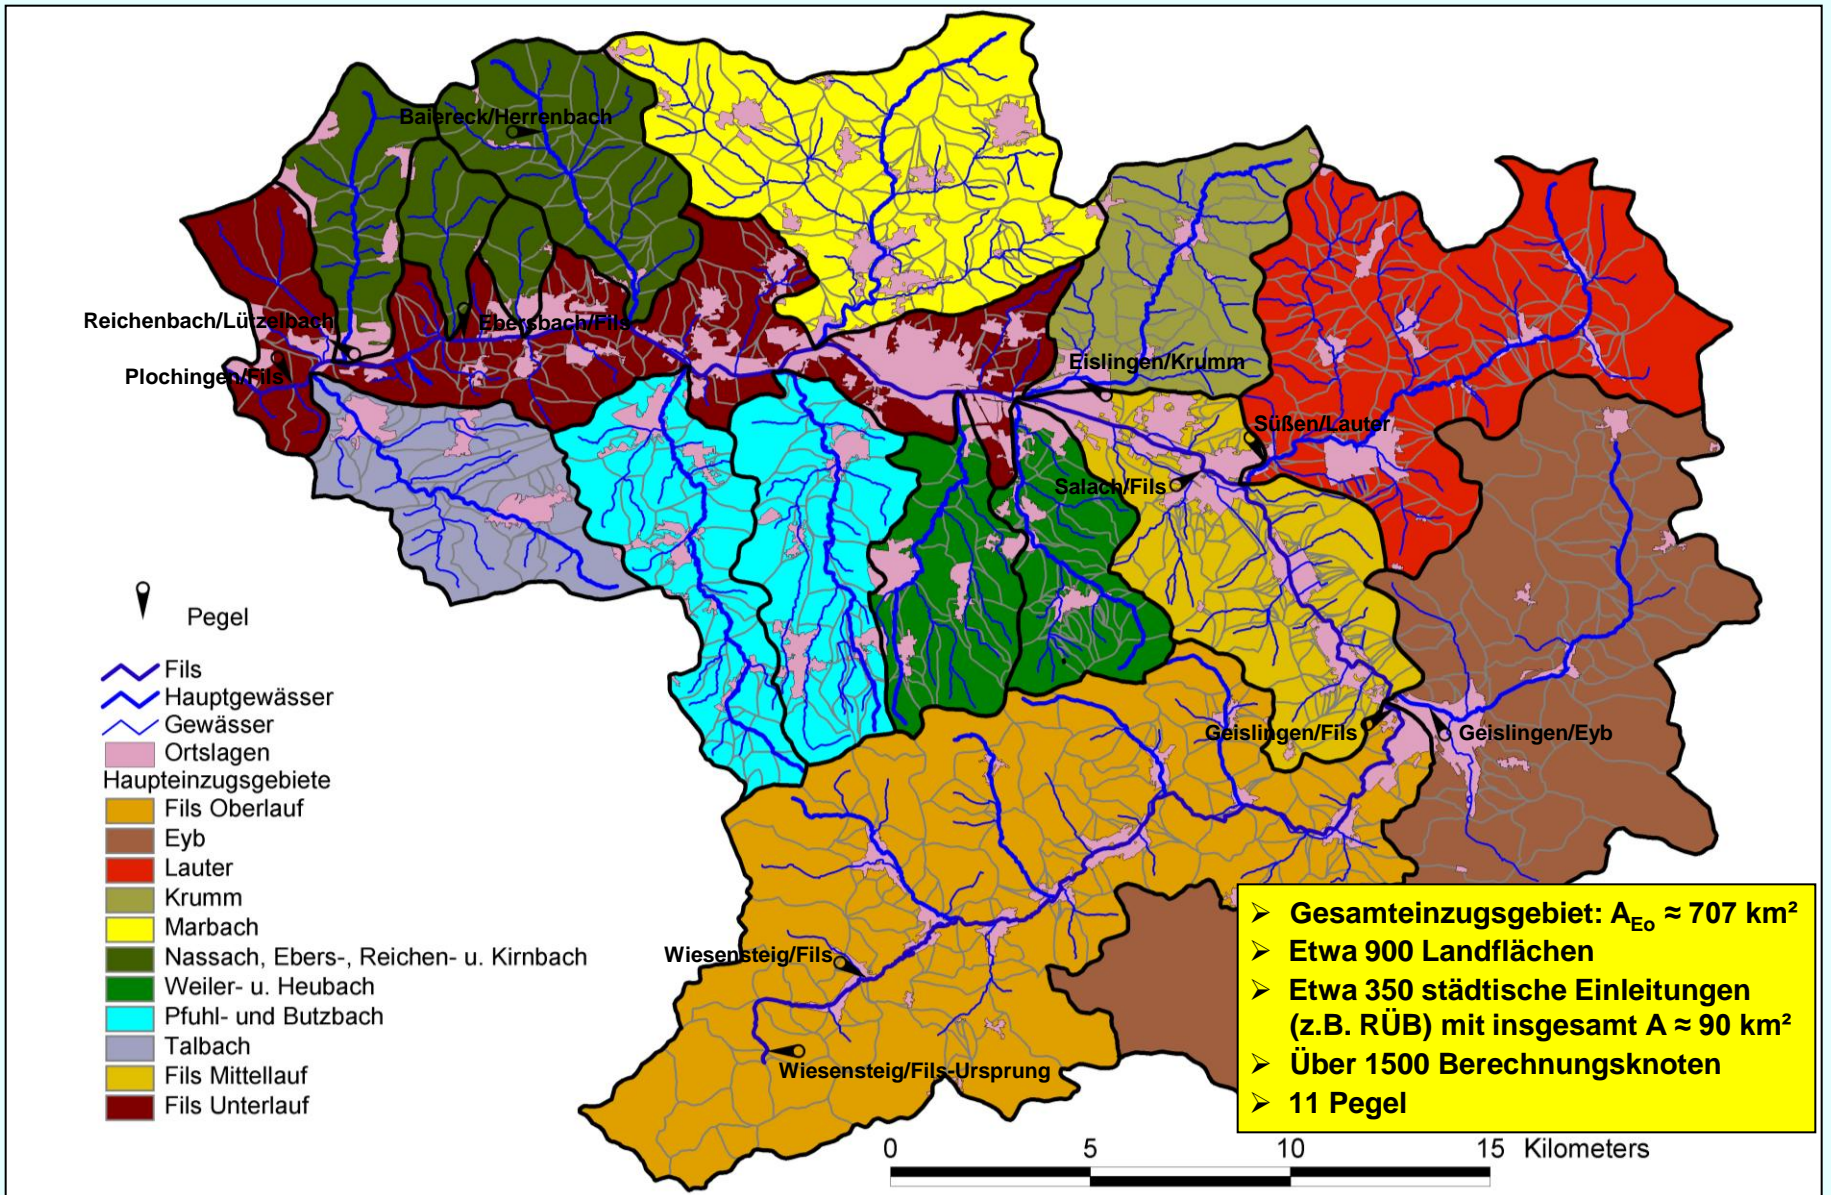 Baiereck/Herrenbach
Reichenbach/Lützelbach
Ebersbach/Fils
Plochingen/Fils
Eislingen/Krumm
Süßen/Lauter
Salach/Fils
Geislingen/Fils
Geislingen/Eyb
Wiesensteig/Fils
Wiesensteig/Fils-Ursprung
Pegel
Fils
Hauptgewässer
Gewässer
Ortslagen
Haupteinzugsgebiete
Fils Oberlauf
Eyb
Lauter
Krumm
Marbach
Nassach, Ebers-, Reichen- u. Kirnbach
Weiler- u. Heubach
Pfuhl- und Butzbach
Talbach
Fils Mittellauf
Fils Unterlauf
➢ Gesamteinzugsgebiet: A_Eo ≈ 707 km²
➢ Etwa 900 Landflächen
➢ Etwa 350 städtische Einleitungen
(z.B. RÜB) mit insgesamt A ≈ 90 km²
➢ Über 1500 Berechnungsknoten
➢ 11 Pegel
0 5 10 15 Kilometers